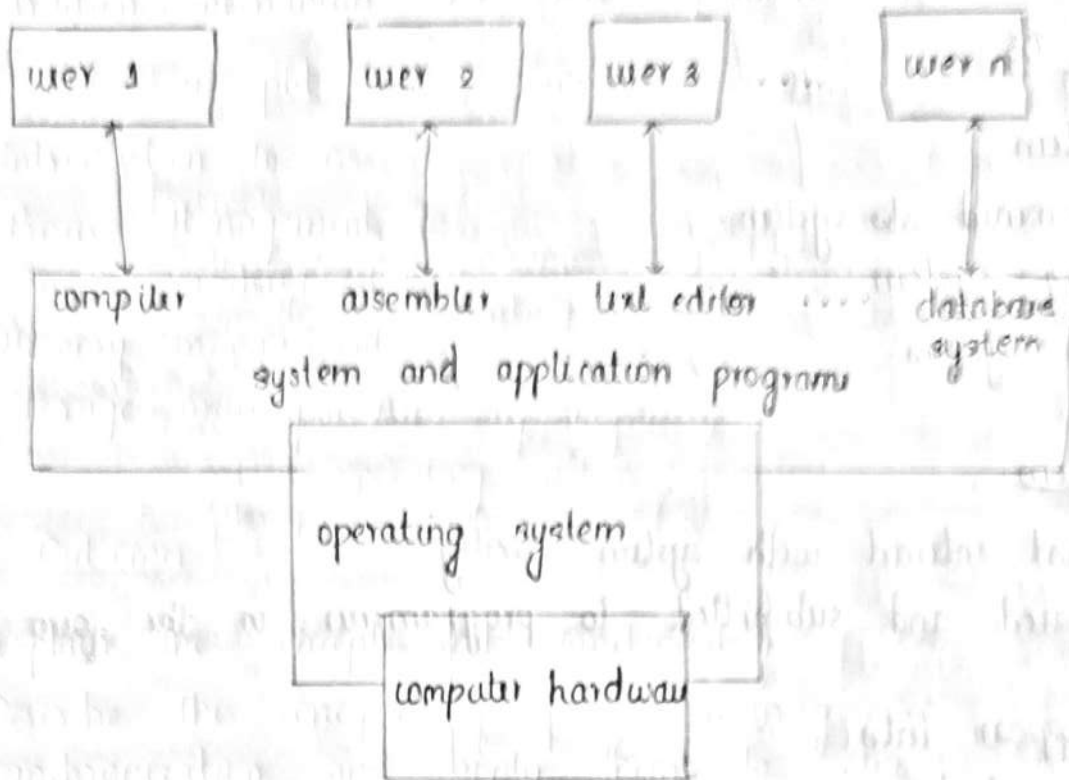 user 1 user 2 user 3 ... user n
compiler assembler text editor .... database
system
system and application programs
operating system
computer hardware